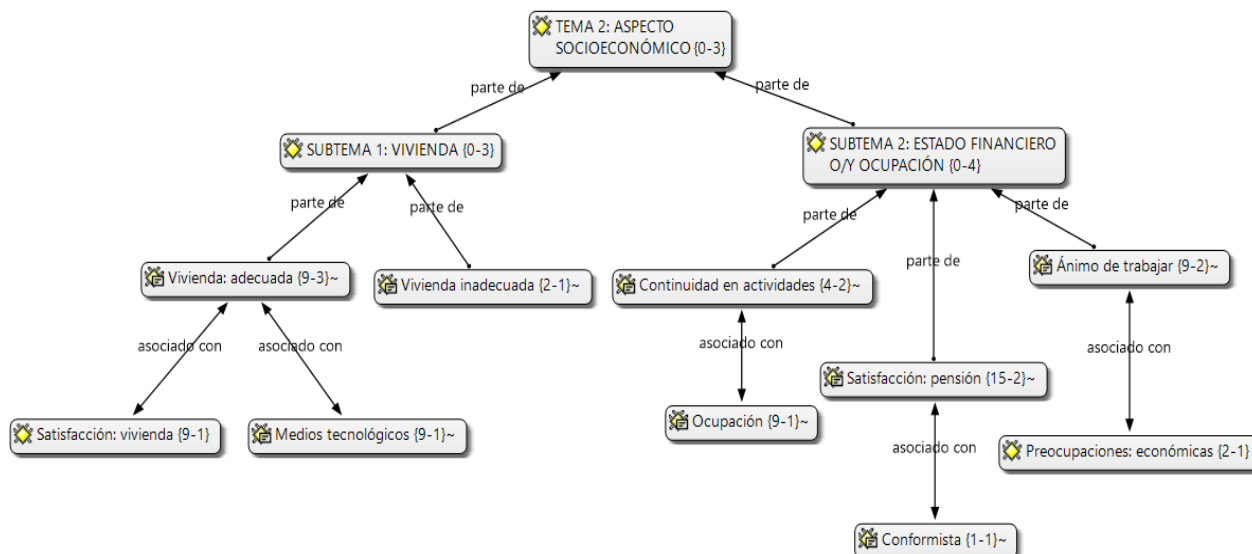 TEMA 2: ASPECTO
SOCIOECONÓMICO {0-3}
parte de
parte de
SUBTEMA 1: VIVIENDA {0-3}
SUBTEMA 2: ESTADO FINANCIERO
O/Y OCUPACIÓN {0-4}
parte de
parte de
parte de
parte de
parte de
Vivienda: adecuada {9-3}~
Vivienda inadecuada {2-1}~
Continuidad en actividades {4-2}~
Ánimo de trabajar {9-2}~
asociado con
asociado con
asociado con
asociado con
Satisfacción: pensión {15-2}~
Satisfacción: vivienda {9-1}
Medios tecnológicos {9-1}~
Ocupación {9-1}~
asociado con
Preocupaciones: económicas {2-1}
Conformista {1-1}~